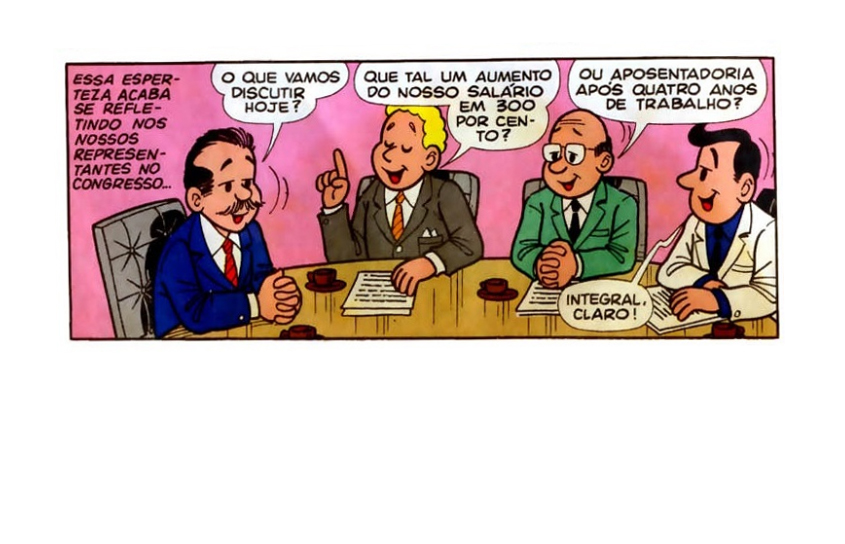 ESSA ESPER-
TEZA ACABA
SE REFLE-
TINDO NOS
NOSSOS
REPRESEN-
TANTES NO
CONGRESSO...
O QUE VAMOS
DISCUTIR
HOJE?
QUE TAL UM AUMENTO
DO NOSSO SALÁRIO
EM 300
POR CEN-
TO?
OU APOSENTADORIA
APÓS QUATRO ANOS
DE TRABALHO?
INTEGRAL,
CLARO!